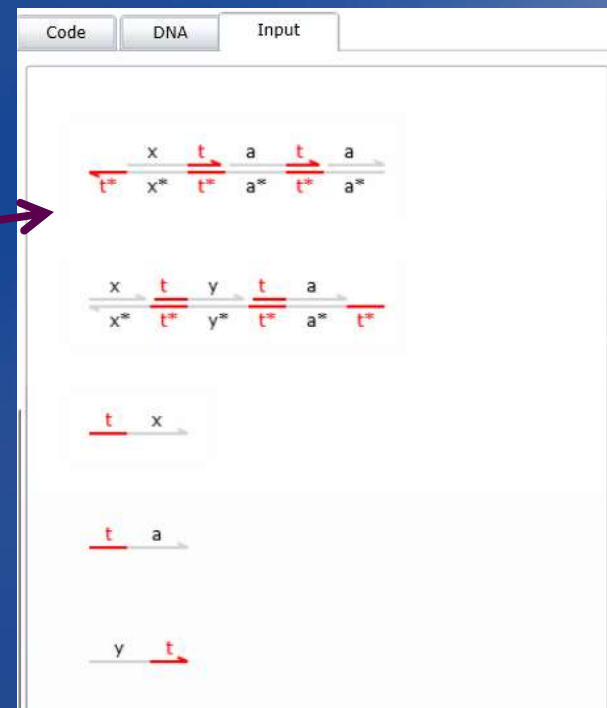 Code DNA Input
x t a t a
t* x* t* a* t* a*
x t y t a
x* t* y* t* a* t*
t x
t a
y t